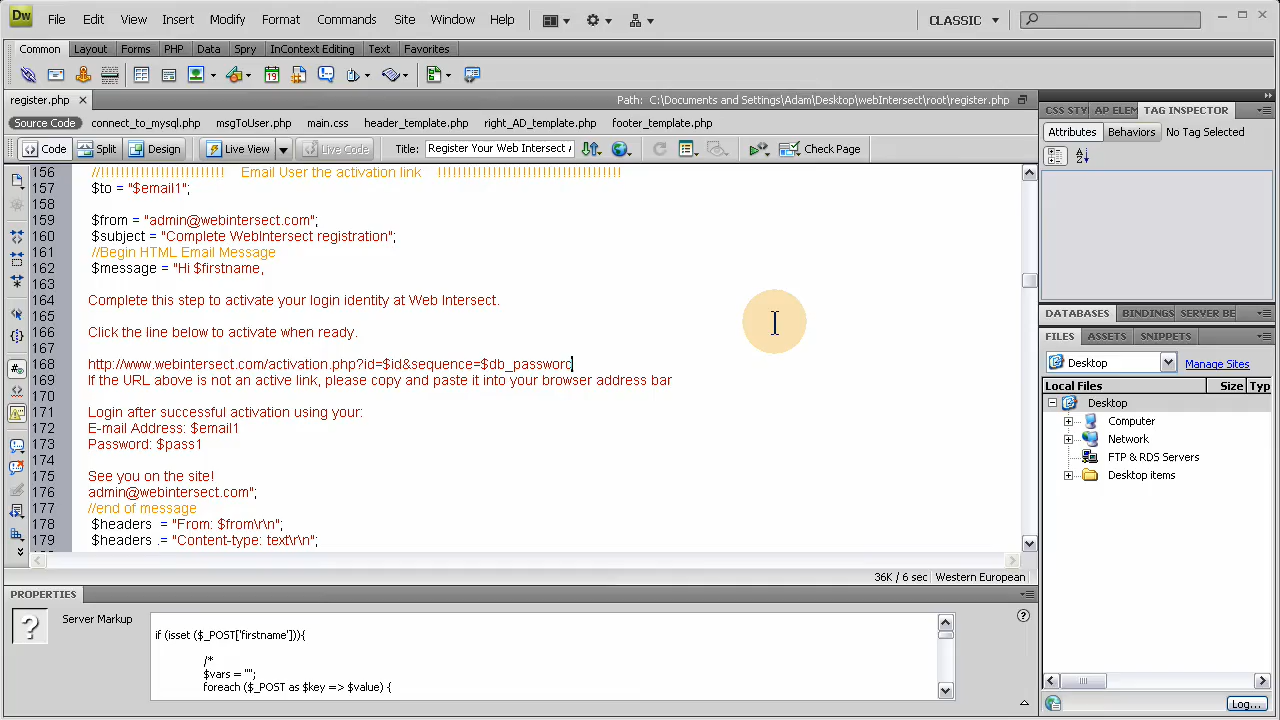 Dw File Edit View Insert Modify Format Commands Site Window Help CLASSIC
Common Layout Forms PHP Data Spry InContext Editing Text Favorites
register.php Path: C:\Documents and Settings\Adam\Desktop\webIntersect\root\register.php
Source Code connect_to_mysql.php msgToUser.php main.css header_template.php right_AD_template.php footer_template.php
Code Split Design Live View Live Code Title: Register Your Web Intersect Check Page
156 //!!!!!!!!!!!!!!!!!!!!!!!!! Email User the activation link !!!!!!!!!!!!!!!!!!!!!!!!!!!!!!!!!!!!!
157 $to = "$email1";
158
159 $from = "admin@webintersect.com";
160 $subject = "Complete WebIntersect registration";
161 //Begin HTML Email Message
162 $message = "Hi $firstname,
163
164 Complete this step to activate your login identity at Web Intersect.
165
166 Click the line below to activate when ready.
167
168 http://www.webintersect.com/activation.php?id=$id&sequence=$db_password
169 If the URL above is not an active link, please copy and paste it into your browser address bar
170
171 Login after successful activation using your:
172 E-mail Address: $email1
173 Password: $pass1
174
175 See you on the site!
176 admin@webintersect.com";
177 //end of message
178 $headers = "From: $from\r\n";
179 $headers .= "Content-type: text\r\n";
36K / 6 sec Western European
PROPERTIES
Server Markup
if (isset ($_POST['firstname'])){
/*
$vars = "";
foreach ($_POST as $key => $value) {
CSS STY AP ELEM TAG INSPECTOR
Attributes Behaviors No Tag Selected
DATABASES BINDINGS SERVER BE
FILES ASSETS SNIPPETS
Desktop Manage Sites
Local Files Size Typ
Desktop
Computer
Network
FTP & RDS Servers
Desktop items
Log...